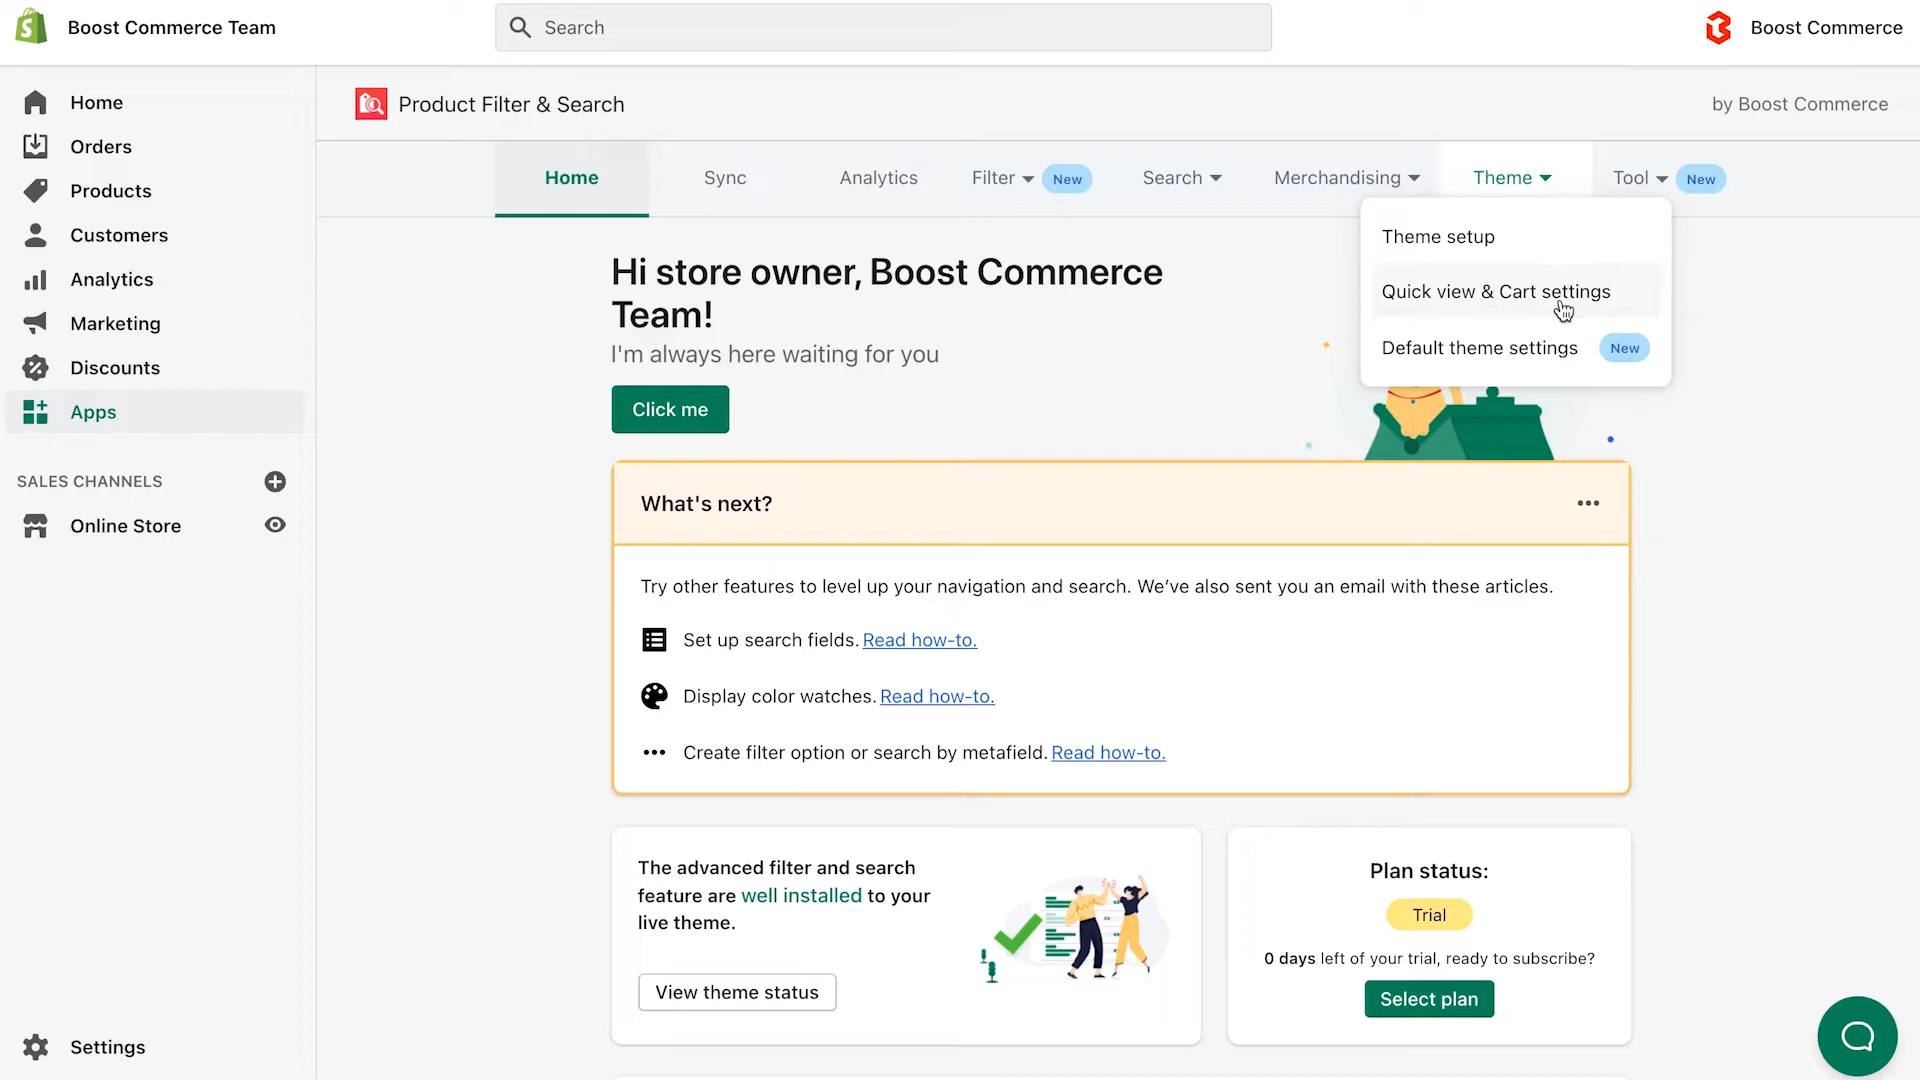 Boost Commerce Team
Search
Boost Commerce
Home
Orders
Products
Customers
Analytics
Marketing
Discounts
Apps
SALES CHANNELS
Online Store
Settings
Product Filter & Search
by Boost Commerce
Home
Sync
Analytics
Filter
New
Search
Merchandising
Theme
Tool
New
Theme setup
Quick view & Cart settings
Default theme settings
New
Hi store owner, Boost Commerce
Team!
I'm always here waiting for you
Click me
What's next?
Try other features to level up your navigation and search. We’ve also sent you an email with these articles.
Set up search fields. Read how-to.
Display color watches. Read how-to.
Create filter option or search by metafield. Read how-to.
The advanced filter and search
feature are well installed to your
live theme.
View theme status
Plan status:
Trial
0 days left of your trial, ready to subscribe?
Select plan